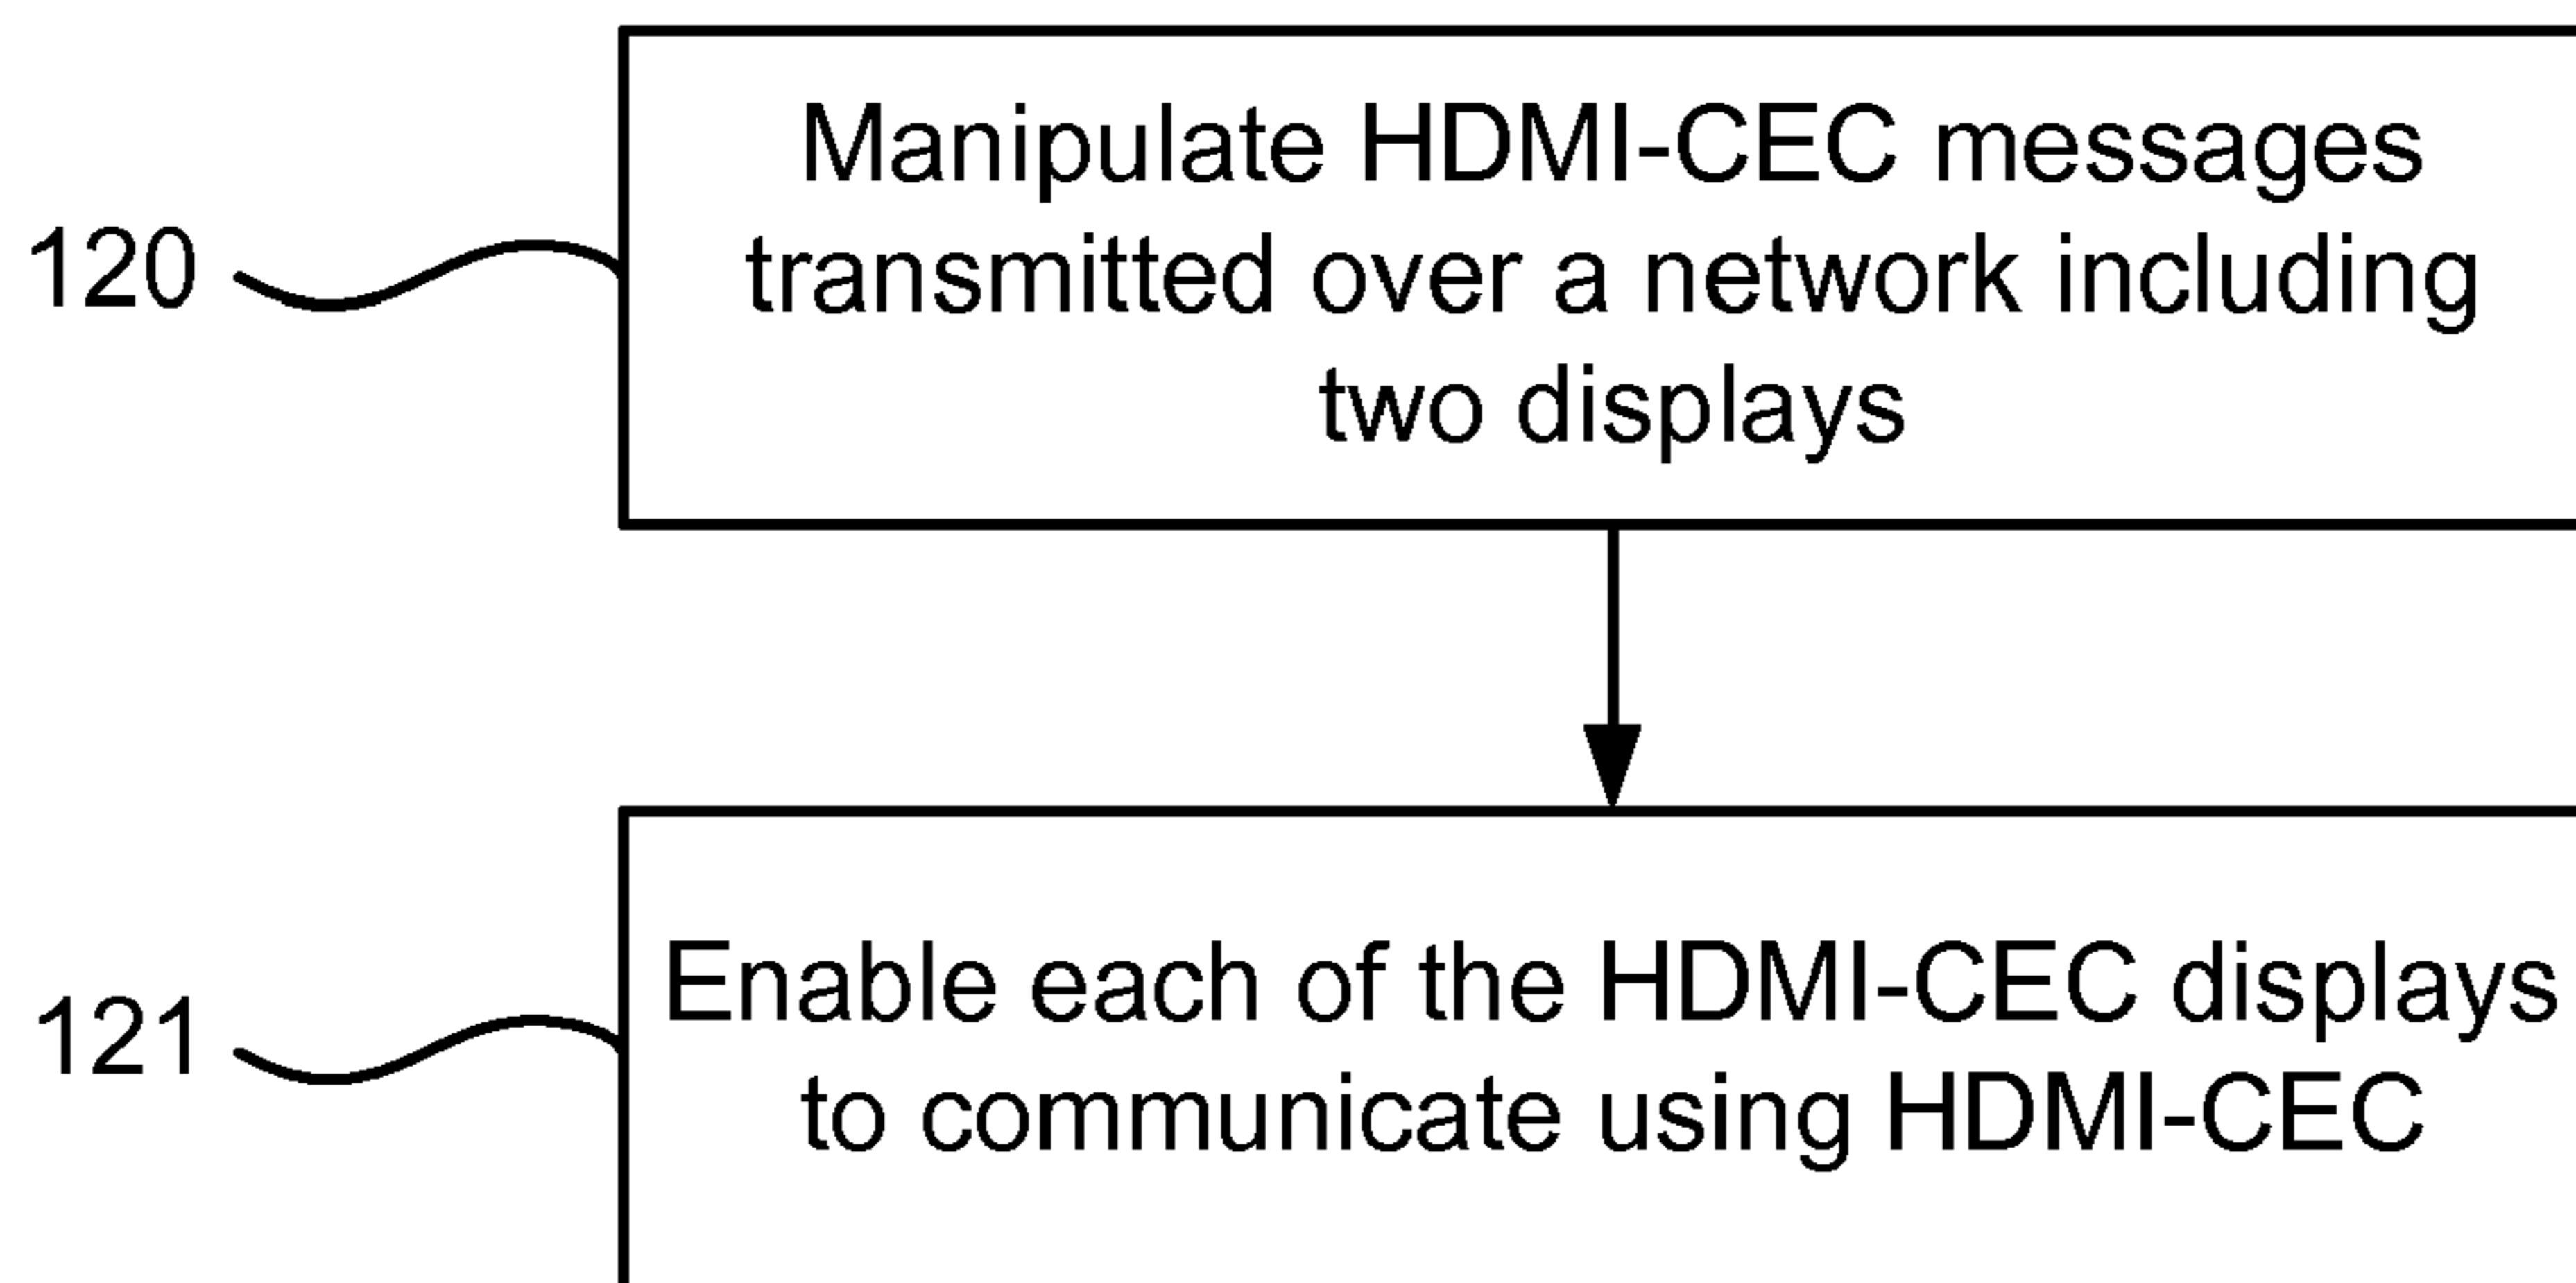 Manipulate HDMI-CEC messages
120
transmitted over a network including
two displays
Enable each of the HDMI-CEC displays
121
to communicate using HDMI-CEC